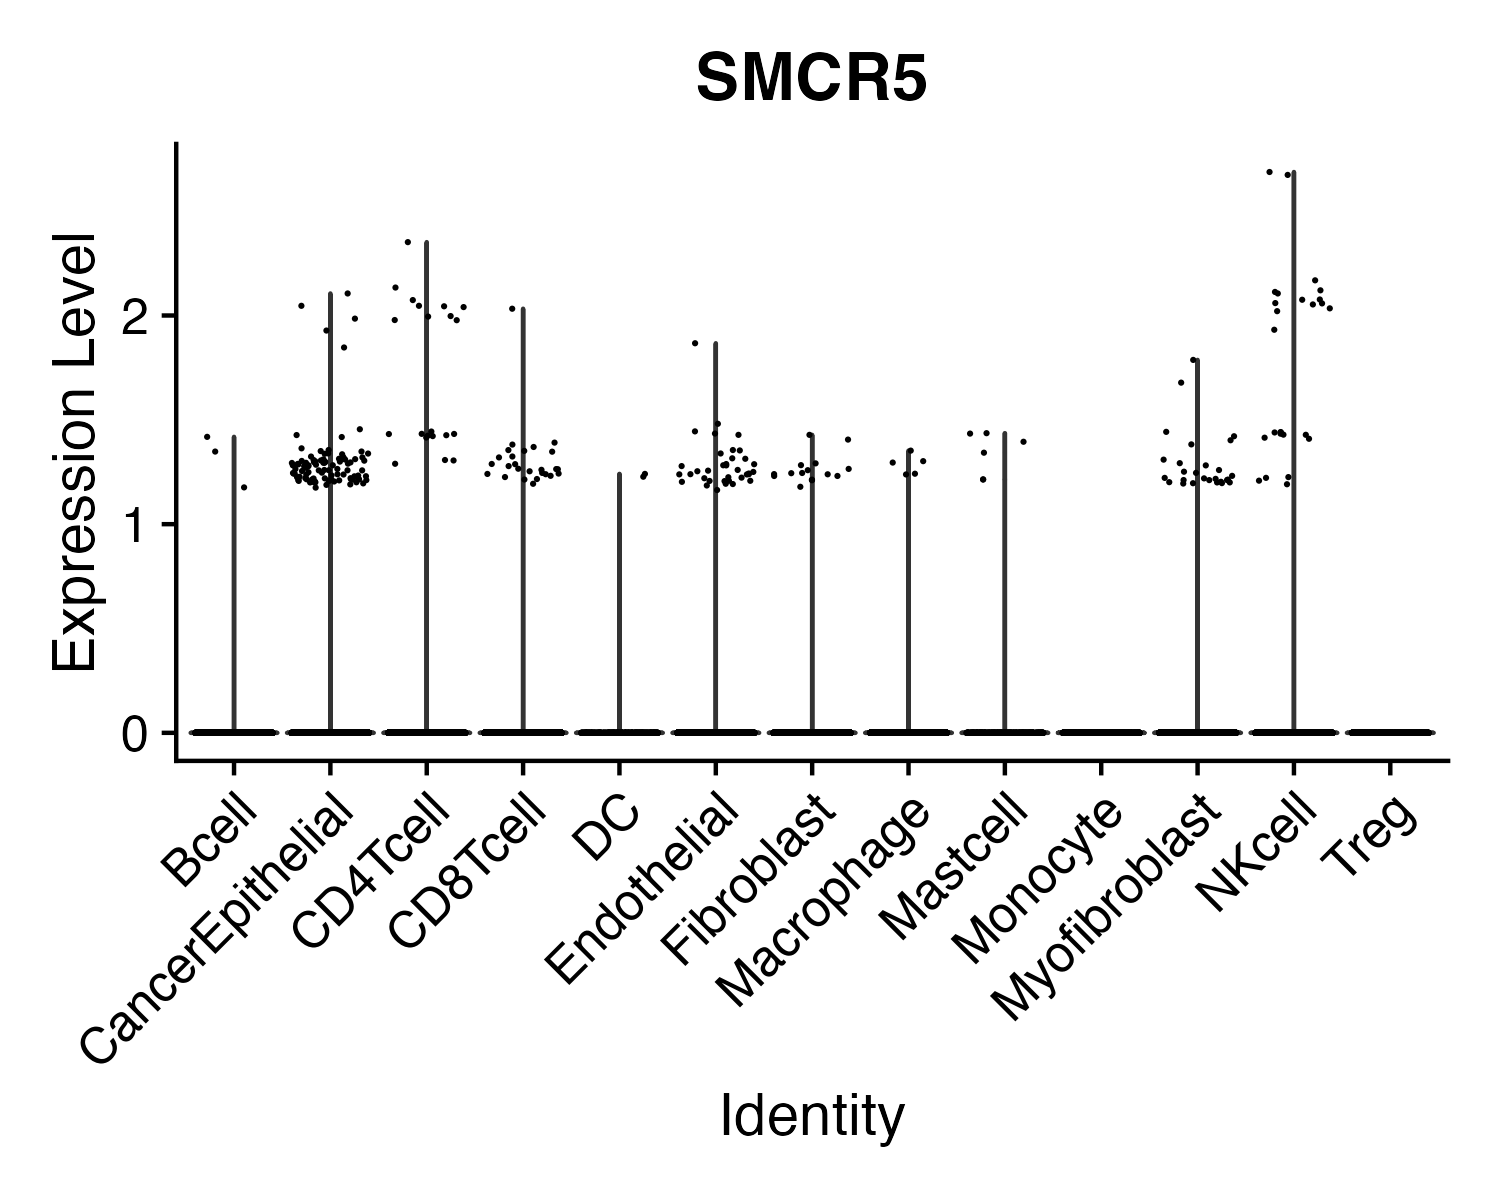 SMCR5
Expression Level
2
1
0
Bcell
CancerEpithelial
CD4Tcell
CD8Tcell
DC
Endothelial
Fibroblast
Macrophage
Mastcell
Monocyte
Myofibroblast
NKcell
Treg
Identity